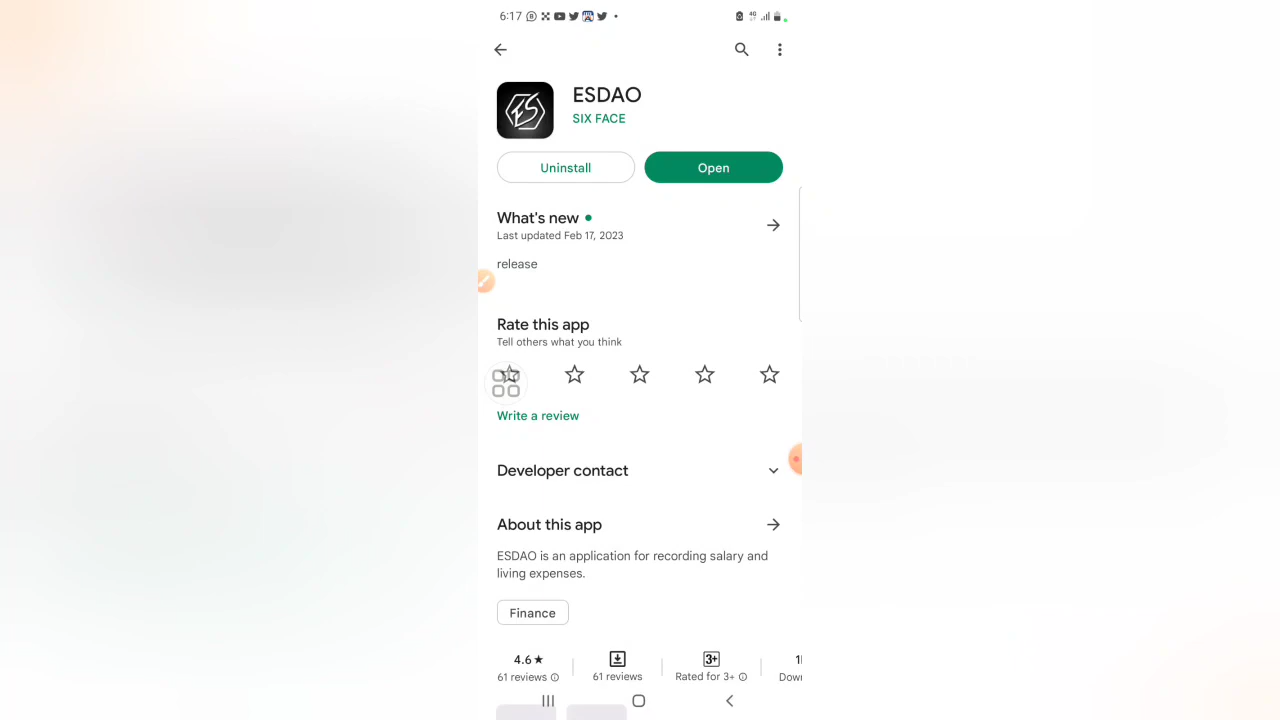 6:17
4G
ESDAO
ES
SIX FACE
Uninstall
Open
What's new
Last updated Feb 17, 2023
release
Rate this app
Tell others what you think
Write a review
Developer contact
About this app
ESDAO is an application for recording salary and
living expenses.
Finance
4.6★
61 reviews
61 reviews
3+
Rated for 3+